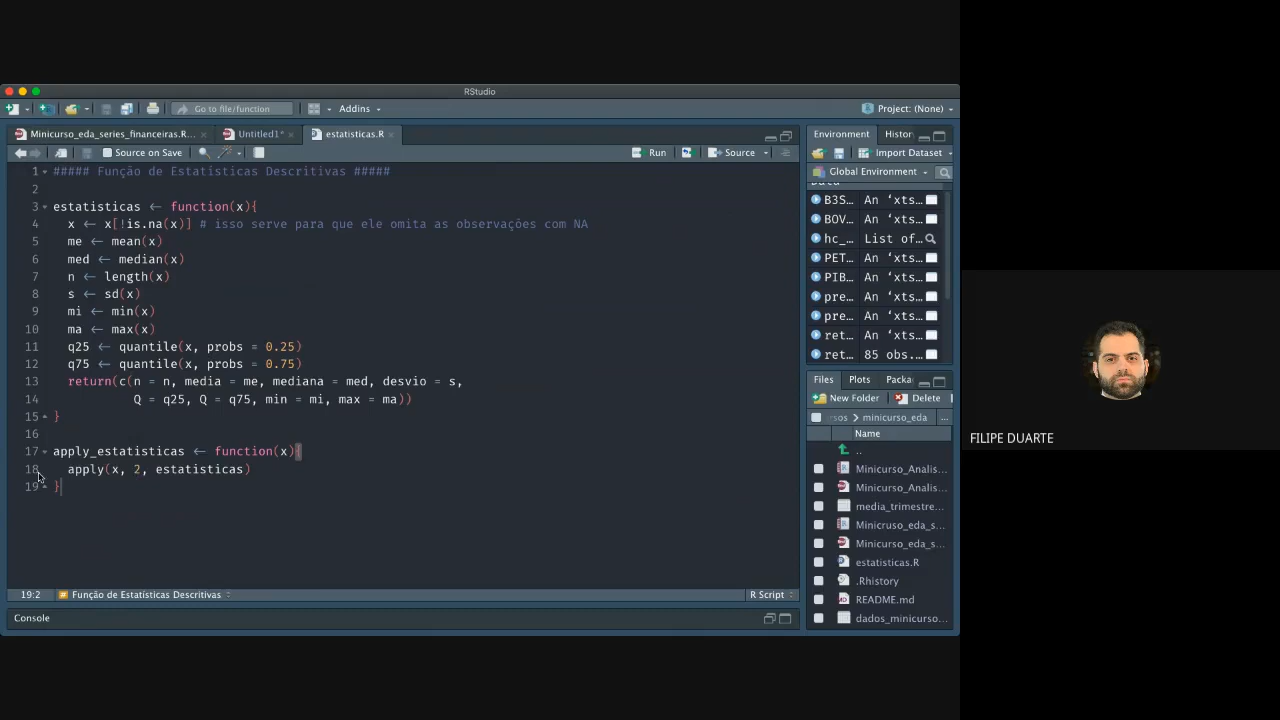 RStudio
Go to file/function
Addins
Project: (None)
Minicurso_eda_series_financeiras.R...
Untitled1*
estatisticas.R
Source on Save
Run
Source
1 ##### Função de Estatísticas Descritivas #####
2
3 estatisticas ← function(x){
4 x ← x[!is.na(x)] # isso serve para que ele omita as observações com NA
5 me ← mean(x)
6 med ← median(x)
7 n ← length(x)
8 s ← sd(x)
9 mi ← min(x)
10 ma ← max(x)
11 q25 ← quantile(x, probs = 0.25)
12 q75 ← quantile(x, probs = 0.75)
13 return(c(n = n, media = me, mediana = med, desvio = s,
14 Q = q25, Q = q75, min = mi, max = ma))
15 }
16
17 apply_estatisticas ← function(x){
18 apply(x, 2, estatisticas)
19 }
19:2 Função de Estatísticas Descritivas R Script
Console
Environment Histor
Import Dataset
Global Environment
B3S… An ‘xts…
BOV… An ‘xts…
hc_… List of…
PET… An ‘xts…
PIB… An ‘xts…
pre… An ‘xts…
pre… An ‘xts…
ret… An ‘xts…
ret… 85 obs.…
Files Plots Packa
New Folder Delete
rsos > minicurso_eda ...
Name
..
Minicurso_Analis…
Minicurso_Analis…
media_trimestre…
Minicruso_eda_s…
Minicurso_eda_s…
estatisticas.R
.Rhistory
README.md
dados_minicurso…
FILIPE DUARTE